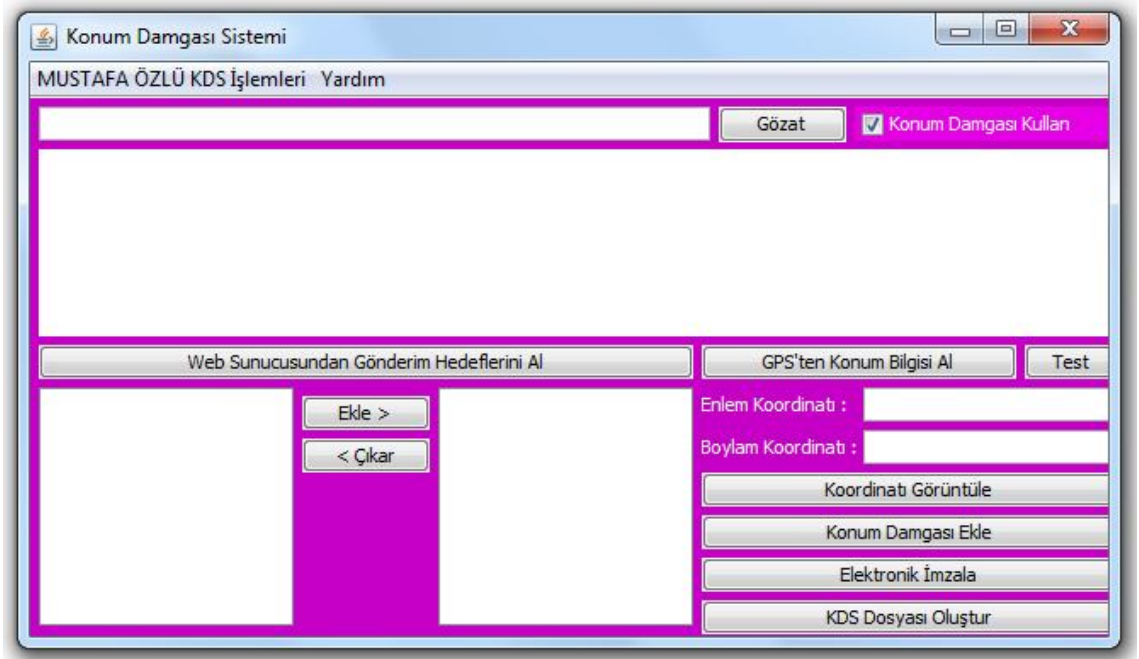 Konum Damgası Sistemi
MUSTAFA ÖZLÜ KDS İşlemleri Yardım
Gözat Konum Damgası Kullan
Web Sunucusundan Gönderim Hedeflerini Al GPS'ten Konum Bilgisi Al Test
Ekle > Enlem Koordinatı :
< Çıkar Boylam Koordinatı :
Koordinatı Görüntüle
Konum Damgası Ekle
Elektronik İmzala
KDS Dosyası Oluştur